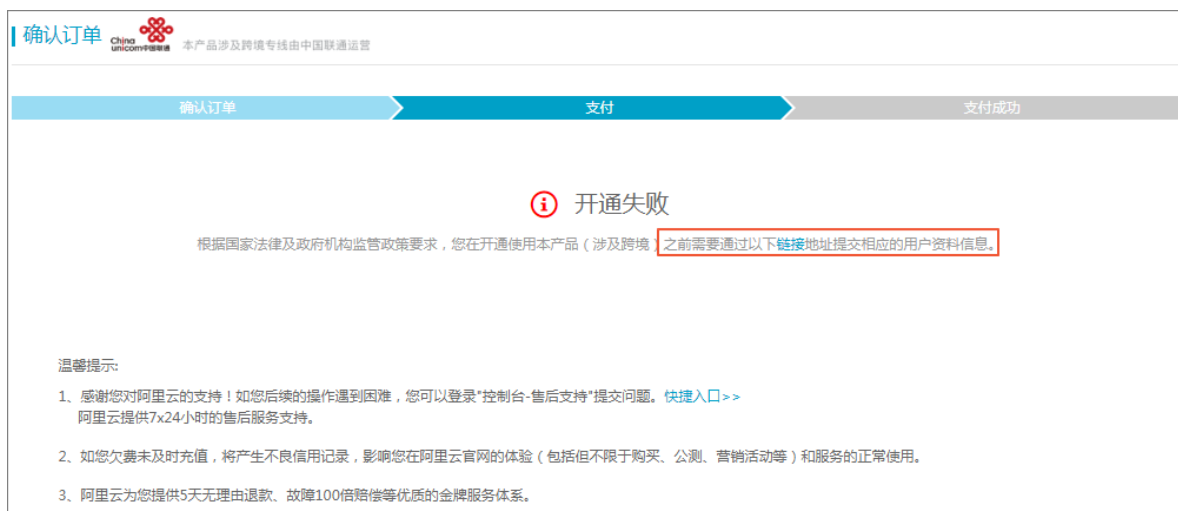 确认订单
China
unicom中国联通
本产品涉及跨境专线由中国联通运营
确认订单
支付
支付成功
开通失败
根据国家法律及政府机构监管政策要求，您在开通使用本产品（涉及跨境）之前需要通过以下链接地址提交相应的用户资料信息。
温馨提示:
1、感谢您对阿里云的支持！如您后续的操作遇到困难，您可以登录"控制台-售后支持"提交问题。快捷入口>>
阿里云提供7x24小时的售后服务支持。
2、如您欠费未及时充值，将产生不良信用记录，影响您在阿里云官网的体验（包括但不限于购买、公测、营销活动等）和服务的正常使用。
3、阿里云为您提供5天无理由退款、故障100倍赔偿等优质的金牌服务体系。